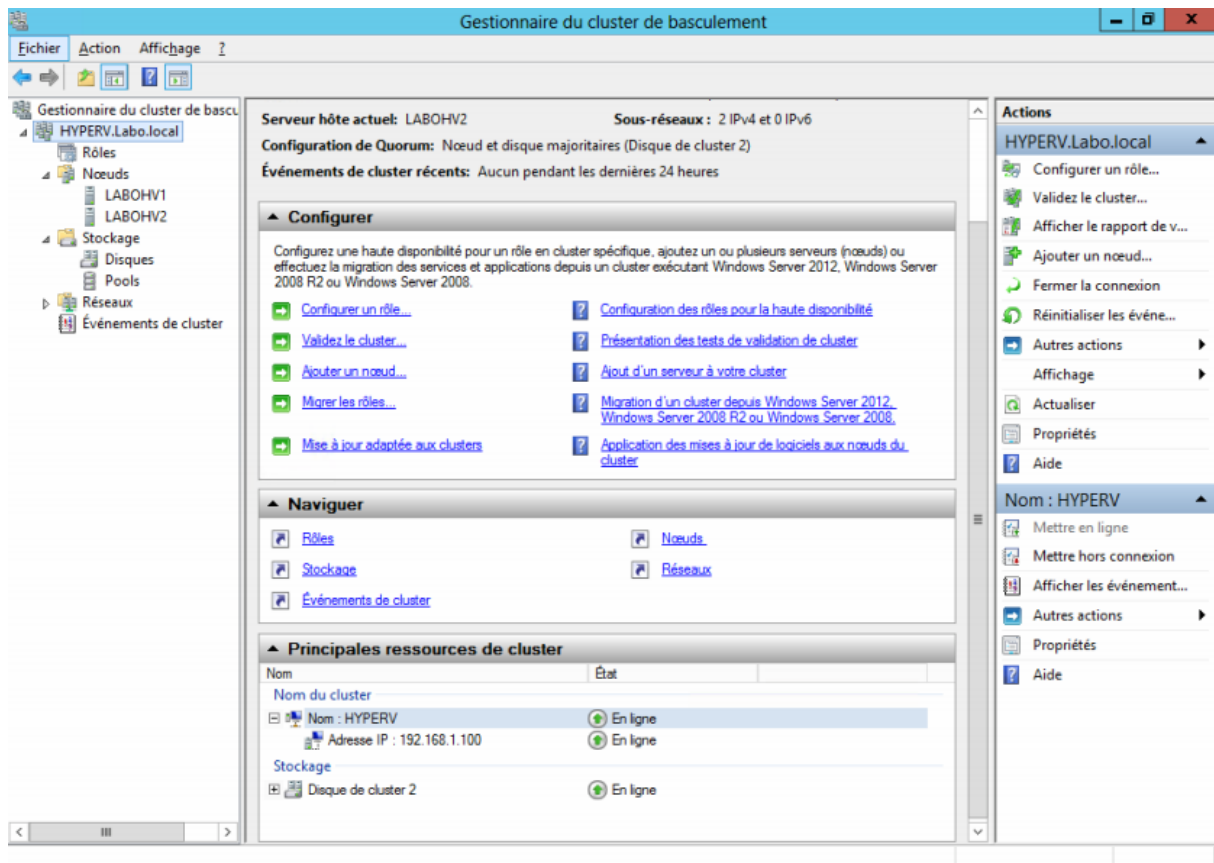 Gestionnaire du cluster de basculement
Fichier Action Affichage ?
Gestionnaire du cluster de bascu
HYPERV.Labo.local
Rôles
Nœuds
LABOHV1
LABOHV2
Stockage
Disques
Pools
Réseaux
Événements de cluster
Serveur hôte actuel: LABOHV2 Sous-réseaux : 2 IPv4 et 0 IPv6
Configuration de Quorum: Nœud et disque majoritaires (Disque de cluster 2)
Événements de cluster récents: Aucun pendant les dernières 24 heures
Configurer
Configurez une haute disponibilité pour un rôle en cluster spécifique, ajoutez un ou plusieurs serveurs (nœuds) ou
effectuez la migration des services et applications depuis un cluster exécutant Windows Server 2012, Windows Server
2008 R2 ou Windows Server 2008.
Configurer un rôle... Configuration des rôles pour la haute disponibilité
Validez le cluster... Présentation des tests de validation de cluster
Ajouter un nœud... Ajout d'un serveur à votre cluster
Migrer les rôles... Migration d'un cluster depuis Windows Server 2012,
Windows Server 2008 R2 ou Windows Server 2008.
Mise à jour adaptée aux clusters Application des mises à jour de logiciels aux nœuds du
cluster
Naviguer
Rôles Nœuds
Stockage Réseaux
Événements de cluster
Principales ressources de cluster
Nom État
Nom du cluster
Nom : HYPERV En ligne
Adresse IP : 192.168.1.100 En ligne
Stockage
Disque de cluster 2 En ligne
Actions
HYPERV.Labo.local
Configurer un rôle...
Validez le cluster...
Afficher le rapport de v...
Ajouter un nœud...
Fermer la connexion
Réinitialiser les événe...
Autres actions
Affichage
Actualiser
Propriétés
Aide
Nom : HYPERV
Mettre en ligne
Mettre hors connexion
Afficher les événement...
Autres actions
Propriétés
Aide